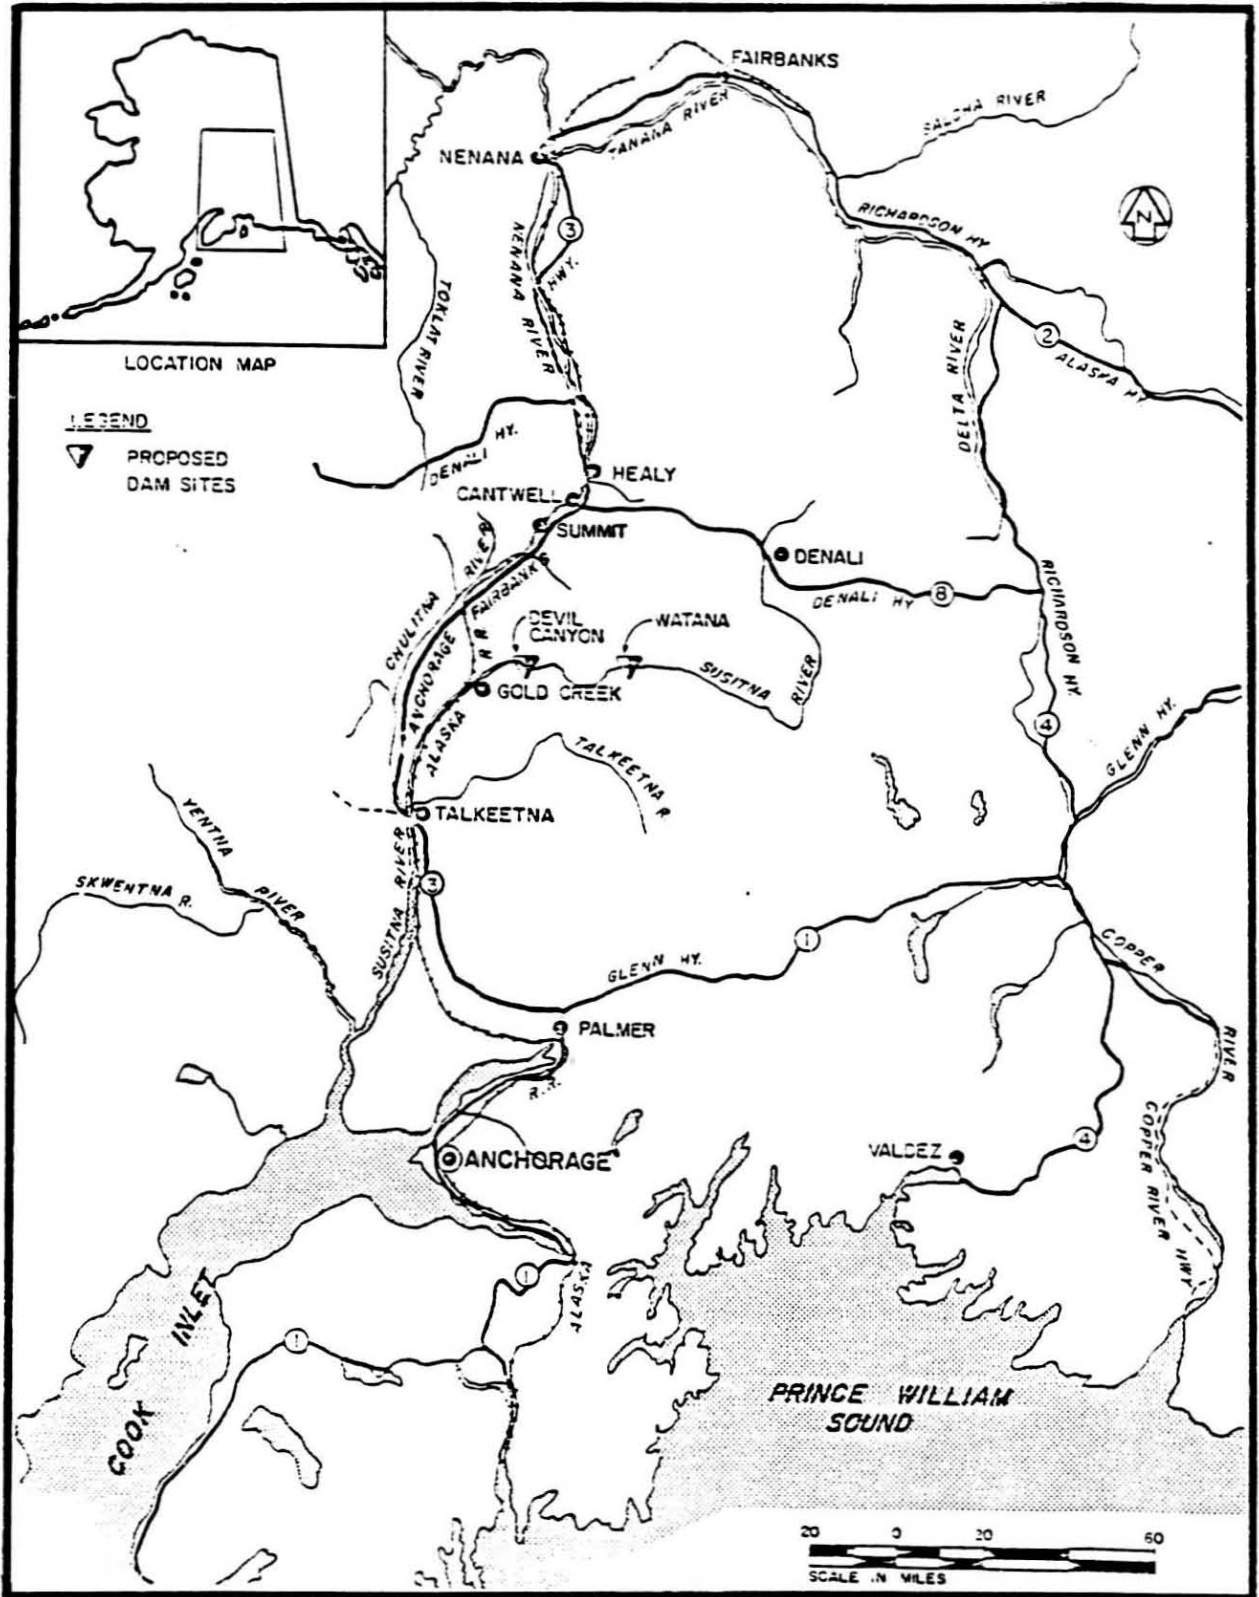 FAIRBANKS
SALCHA RIVER
TANANA RIVER
NENANA
N
RICHARDSON HY.
3
HWY.
NENANA RIVER
TOKLAT RIVER
2
ALASKA HY.
DELTA RIVER
LOCATION MAP
LEGEND
PROPOSED
DAM SITES
DENALI HY.
HEALY
CANTWELL
SUMMIT
DENALI
DENALI HY
8
RICHARDSON HY.
CHULITNA RIVER
ANCHORAGE FAIRBANKS
DEVIL
CANYON
WATANA
R R
GOLD CREEK
SUSITNA RIVER
ALASKA
4
GLENN HY.
TALKEETNA R.
TALKEETNA
YENTNA RIVER
SKWENTNA R.
SUSITNA RIVER
3
1
GLENN HY.
COPPER RIVER
PALMER
R.R.
ANCHORAGE
VALDEZ
4
COPPER RIVER HWY
1
ALASKA
1
COOK INLET
PRINCE WILLIAM
SOUND
20 0 20 60
SCALE IN MILES